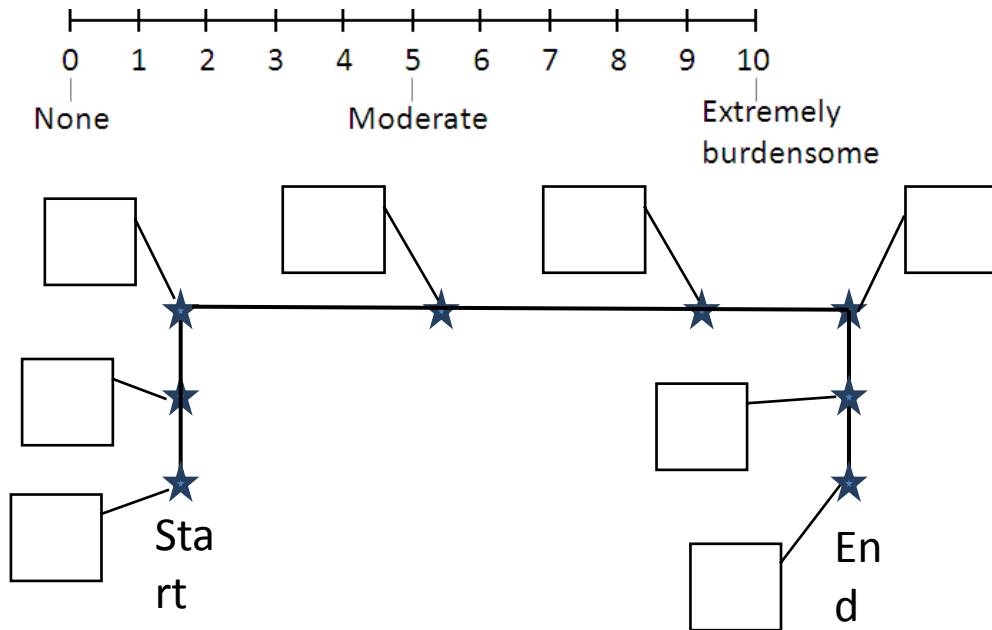 0 1 2 3 4 5 6 7 8 9 10
None Moderate Extremely
burdensome
Sta
rt
En
d